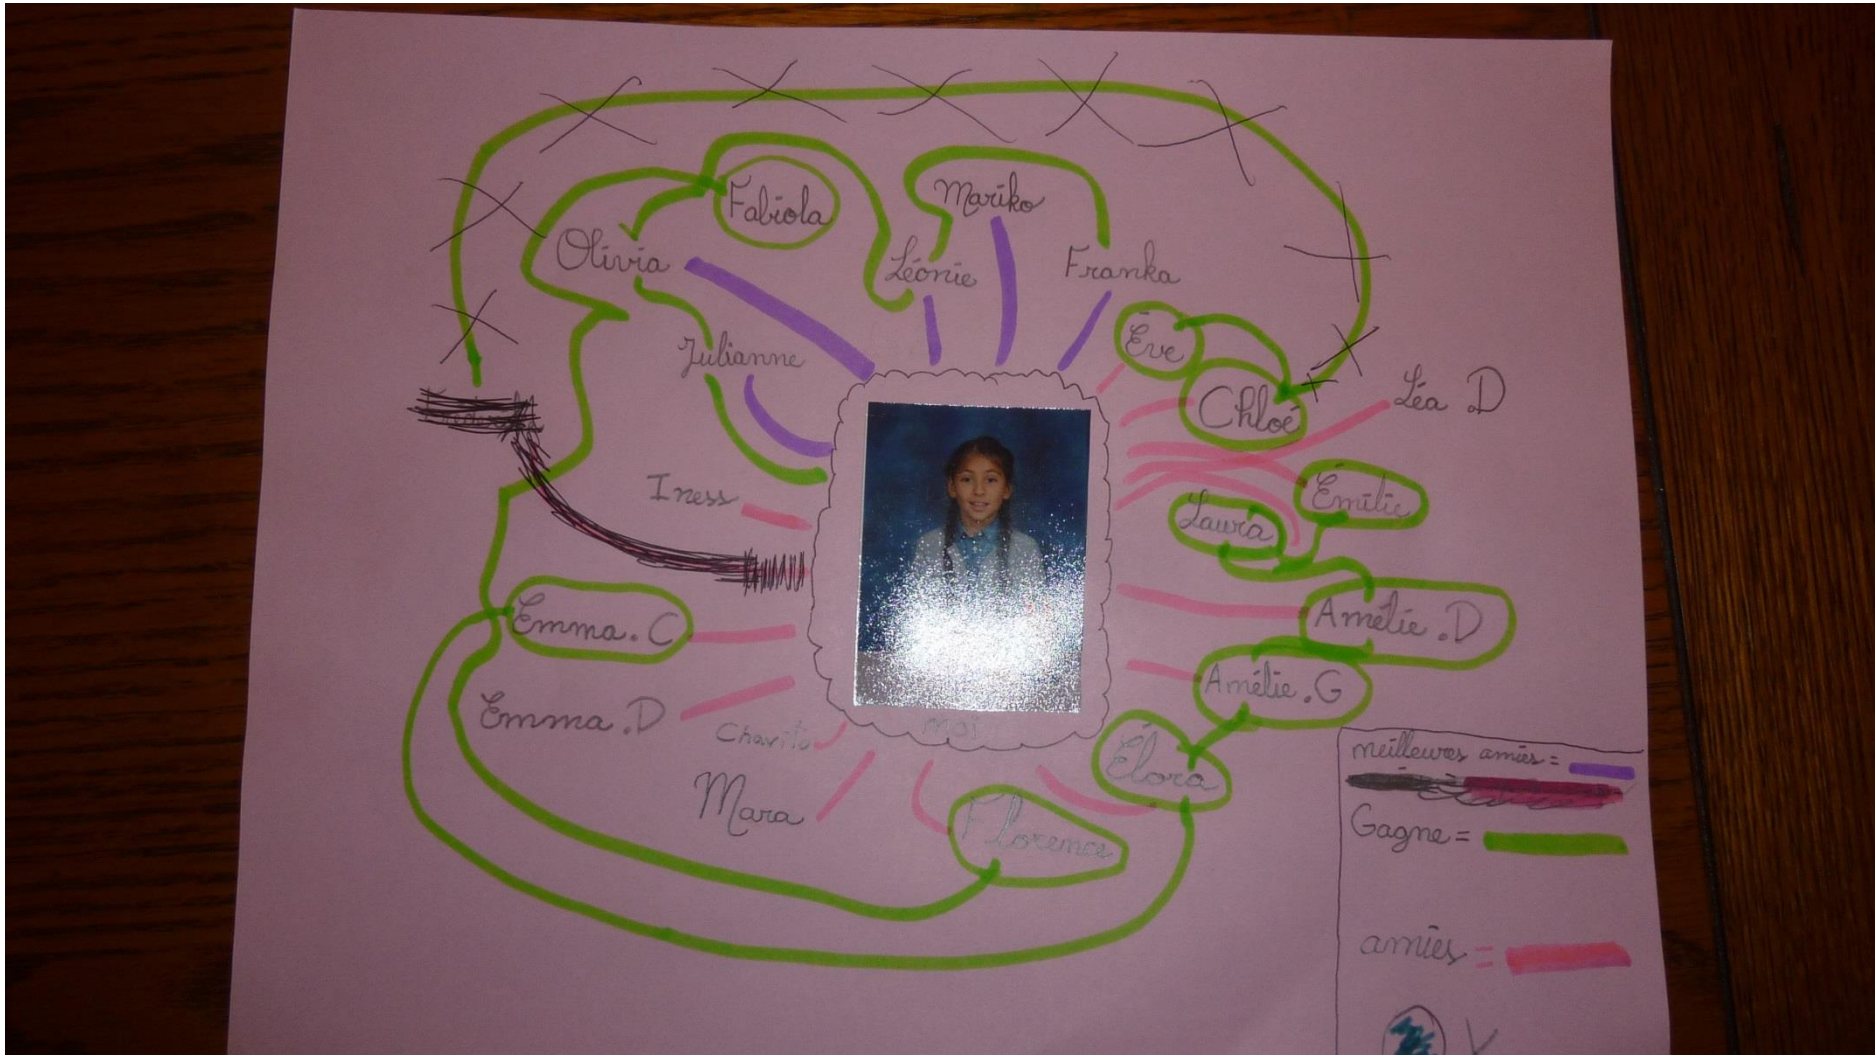 Fabiola
Mariko
Olivia
Léonie
Franka
Ève
Julianne
Chloé
Léa D
Iness
Émilie
Laura
Emma.C
Amélie.D
Amélie.G
Emma.D
Charito
moi
Élora
Mara
Florence
meilleures amies =
Gagne =
amies =